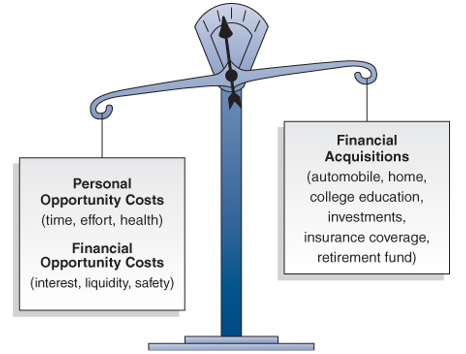 Personal
Opportunity Costs
(time, effort, health)
Financial
Opportunity Costs
(interest, liquidity, safety)
Financial
Acquisitions
(automobile, home,
college education,
investments,
insurance coverage,
retirement fund)